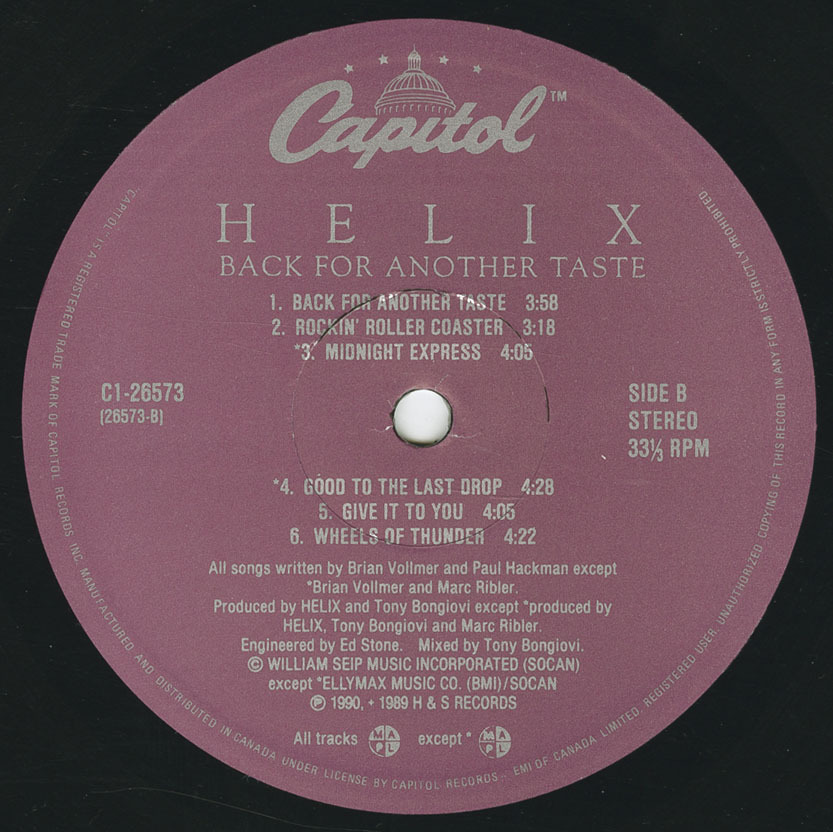 Capitol™
HELIX
BACK FOR ANOTHER TASTE
1. BACK FOR ANOTHER TASTE 3:58
2. ROCKIN' ROLLER COASTER 3:18
*3. MIDNIGHT EXPRESS 4:05
C1-26573
(26573-B)
SIDE B
STEREO
33⅓ RPM
*4. GOOD TO THE LAST DROP 4:28
5. GIVE IT TO YOU 4:05
6. WHEELS OF THUNDER 4:22
All songs written by Brian Vollmer and Paul Hackman except
*Brian Vollmer and Marc Ribler.
Produced by HELIX and Tony Bongiovi except *produced by
HELIX, Tony Bongiovi and Marc Ribler.
Engineered by Ed Stone. Mixed by Tony Bongiovi.
© WILLIAM SEIP MUSIC INCORPORATED (SOCAN)
except *ELLYMAX MUSIC CO. (BMI)/SOCAN
℗ 1990, + 1989 H & S RECORDS
All tracks MAPL except * MAPL
"CAPITOL" IS A REGISTERED TRADE MARK OF CAPITOL RECORDS INC. MANUFACTURED AND DISTRIBUTED IN CANADA UNDER LICENSE BY CAPITOL RECORDS - EMI OF CANADA LIMITED, REGISTERED USER. UNAUTHORIZED COPYING OF THIS RECORD IN ANY FORM IS STRICTLY PROHIBITED